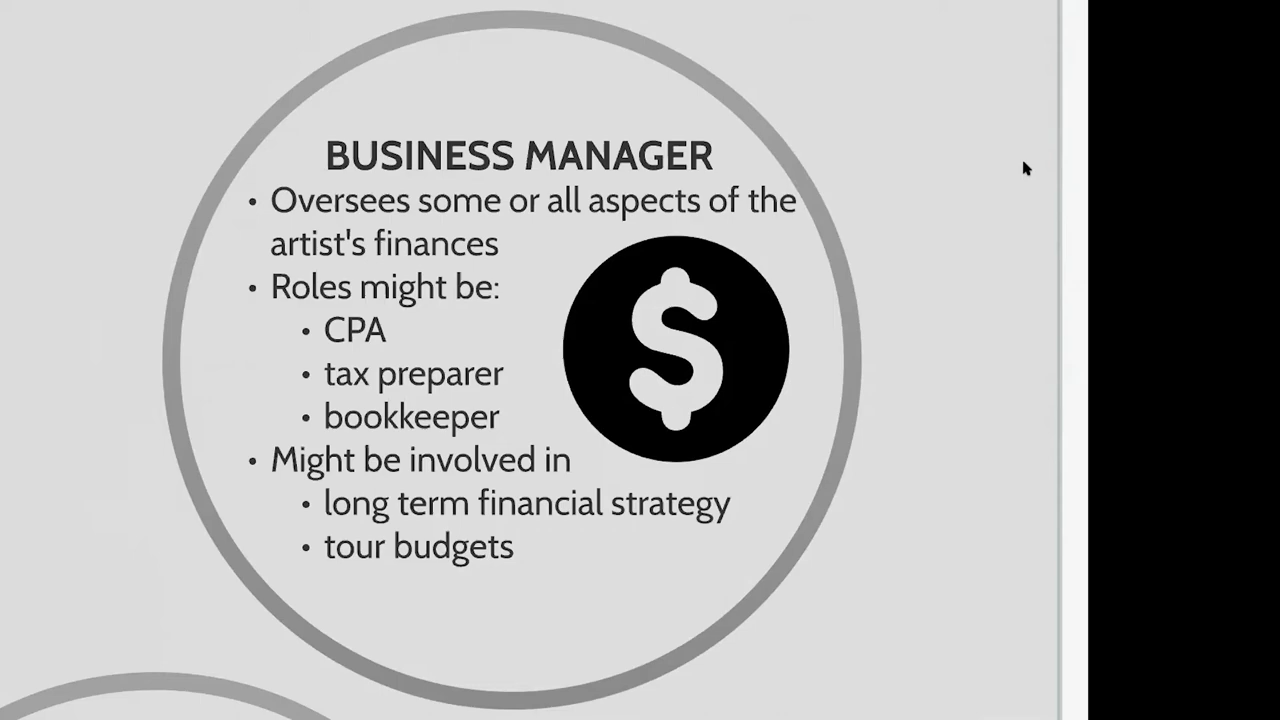 BUSINESS MANAGER
• Oversees some or all aspects of the
artist's finances
• Roles might be:
• CPA
• tax preparer
• bookkeeper
• Might be involved in
• long term financial strategy
• tour budgets
$